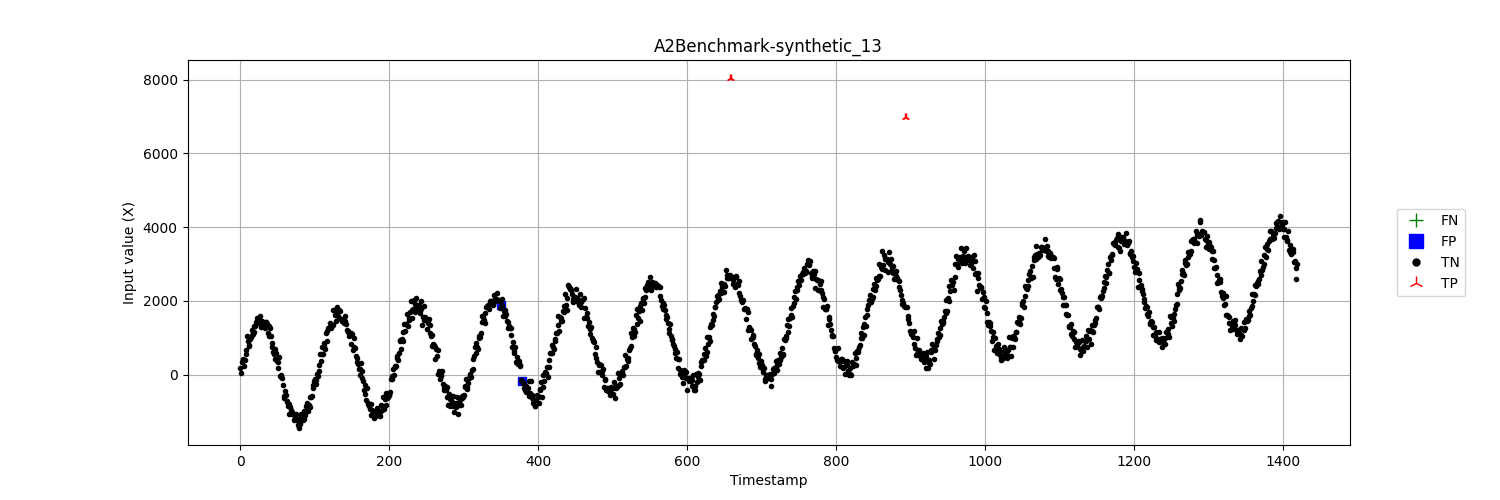 A2Benchmark-synthetic_13
8000
6000
4000
2000
0
Input value (X)
0 200 400 600 800 1000 1200 1400
Timestamp
FN
FP
TN
TP